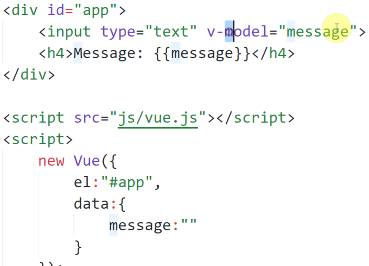 <div id="app">
    <input type="text" v-model="message">
    <h4>Message: {{message}}</h4>
</div>

<script src="js/vue.js"></script>
<script>
    new Vue({
        el:"#app",
        data:{
            message:""
        }
    });